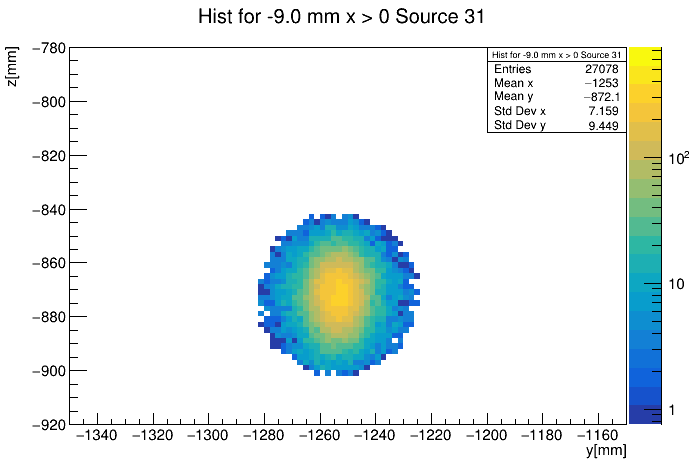 Hist for -9.0 mm x > 0 Source 31
z[mm]
−780
−800
−820
−840
−860
−880
−900
−920
Hist for -9.0 mm x > 0 Source 31
Entries 27078
Mean x −1253
Mean y −872.1
Std Dev x 7.159
Std Dev y 9.449
10²
10
1
−1340 −1320 −1300 −1280 −1260 −1240 −1220 −1200 −1180 −1160
y[mm]